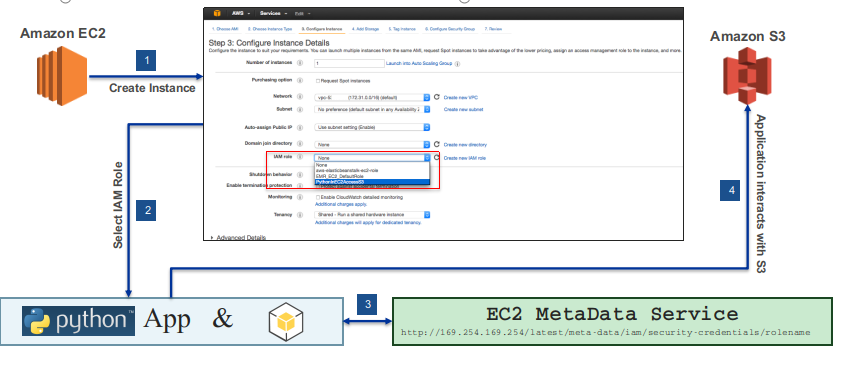 Amazon EC2
Amazon S3
1
Create Instance
AWS Services Edit
1. Choose AMI 2. Choose Instance Type 3. Configure Instance 4. Add Storage 5. Tag Instance 6. Configure Security Group 7. Review
Step 3: Configure Instance Details
Configure the instance to suit your requirements. You can launch multiple instances from the same AMI, request Spot instances to take advantage of the lower pricing, assign an access management role to the instance, and more.
Number of instances 1 Launch into Auto Scaling Group
Purchasing option Request Spot instances
Network (172.31.0.0/16) (default) Create new VPC
Subnet No preference (default subnet in any Availability Create new subnet
Auto-assign Public IP Use subnet setting (Enable)
Domain join directory None Create new directory
IAM role None Create new IAM role
None
aws-elasticbeanstalk-ec2-role
EMR_EC2_DefaultRole
PythonInEC2AccessS3
Shutdown behavior
Enable termination protection
Monitoring Enable CloudWatch detailed monitoring
Additional charges apply.
Tenancy Shared - Run a shared hardware instance
Additional charges will apply for dedicated tenancy.
Advanced Details
Select IAM Role
2
4
Application interacts with S3
python App &
3
EC2 MetaData Service
http://169.254.169.254/latest/meta-data/iam/security-credentials/rolename